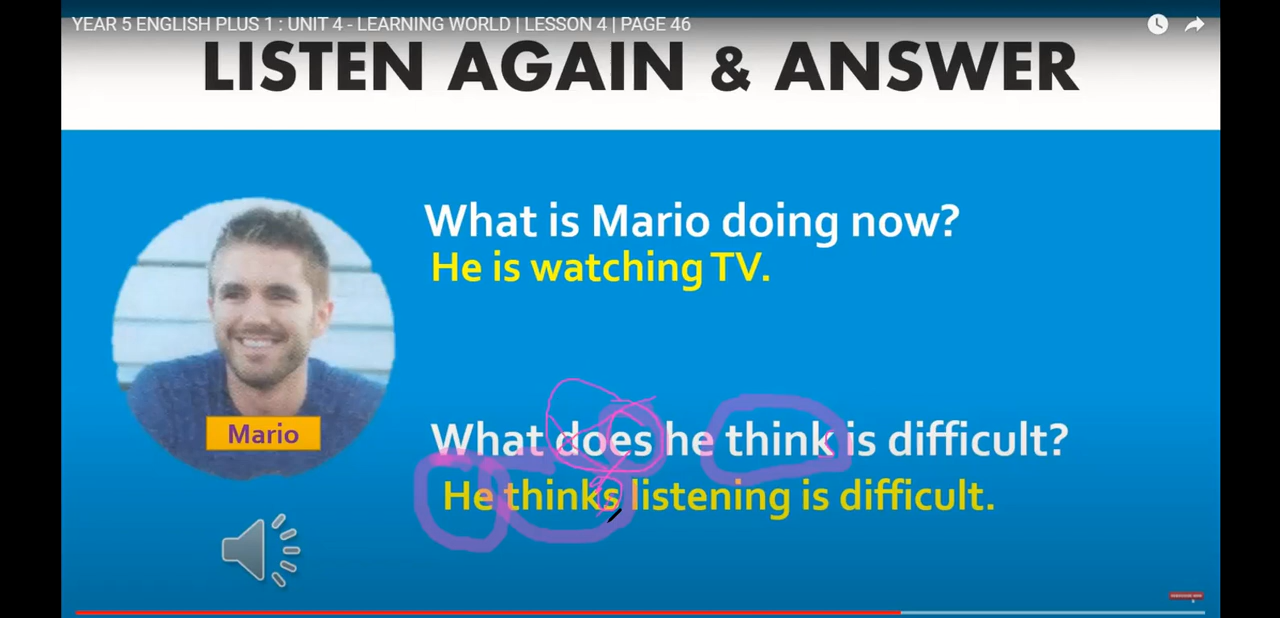 YEAR 5 ENGLISH PLUS 1 : UNIT 4 - LEARNING WORLD | LESSON 4 | PAGE 46
LISTEN AGAIN & ANSWER
What is Mario doing now?
He is watching TV.
Mario
What does he think is difficult?
He thinks listening is difficult.